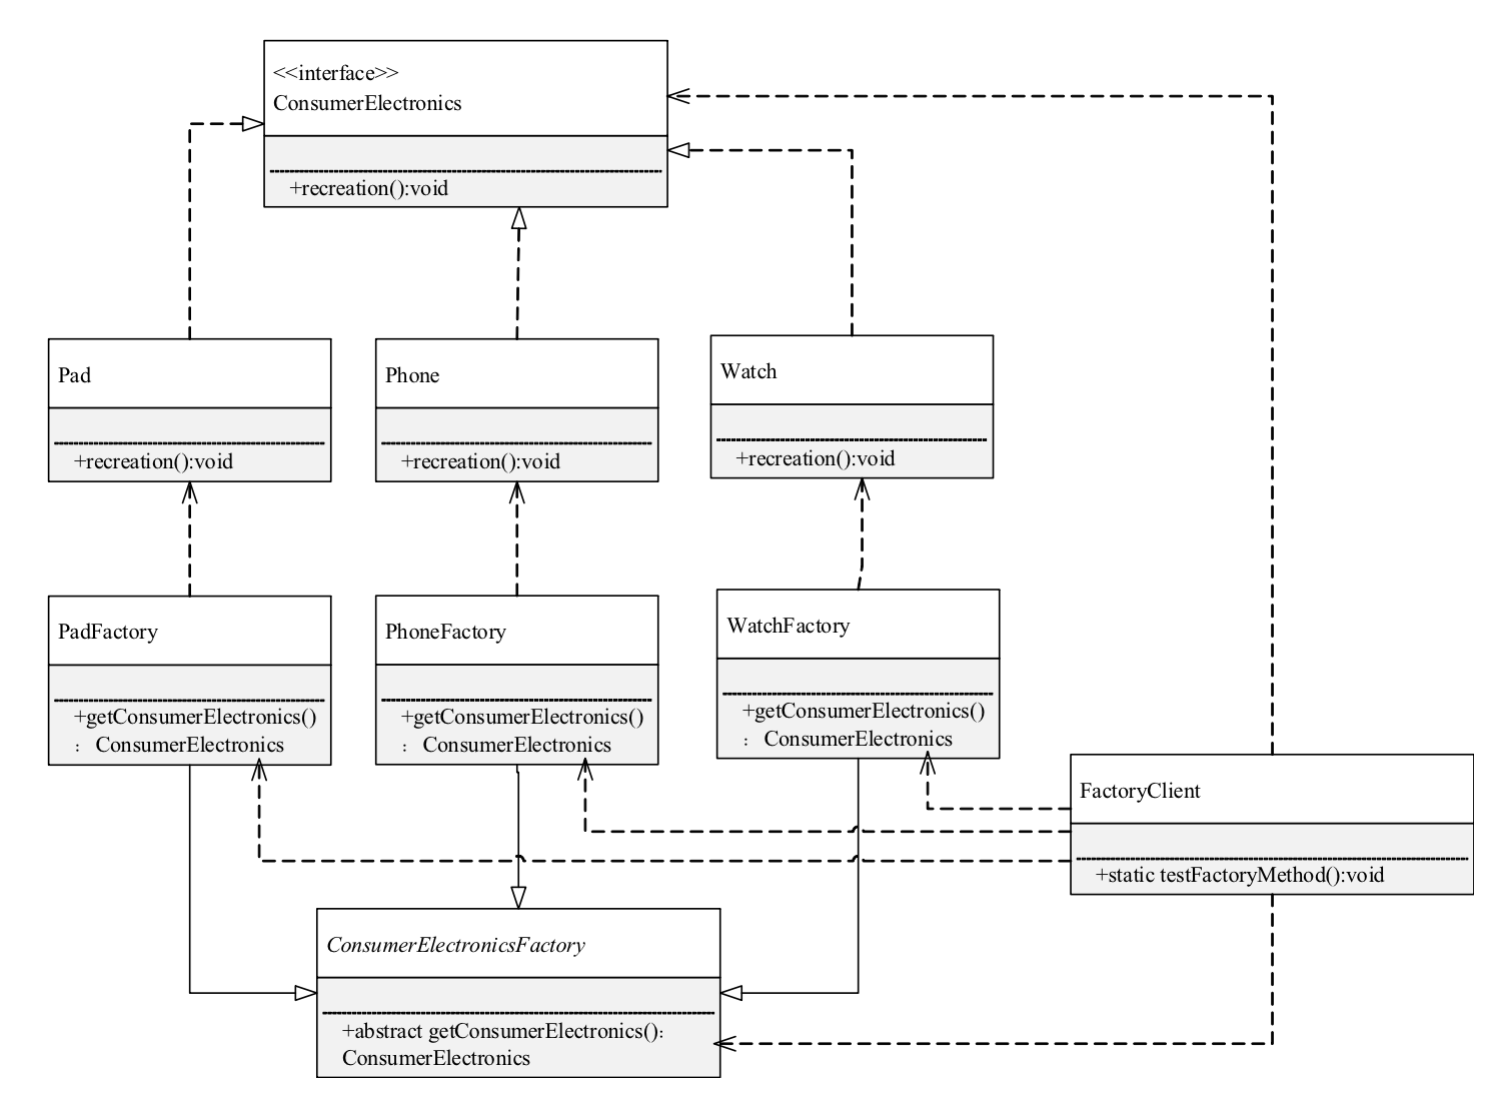 <<interface>>
ConsumerElectronics
+recreation():void
Pad
+recreation():void
Phone
+recreation():void
Watch
+recreation():void
PadFactory
+getConsumerElectronics()
： ConsumerElectronics
PhoneFactory
+getConsumerElectronics()
： ConsumerElectronics
WatchFactory
+getConsumerElectronics()
： ConsumerElectronics
FactoryClient
+static testFactoryMethod():void
ConsumerElectronicsFactory
+abstract getConsumerElectronics()：
ConsumerElectronics